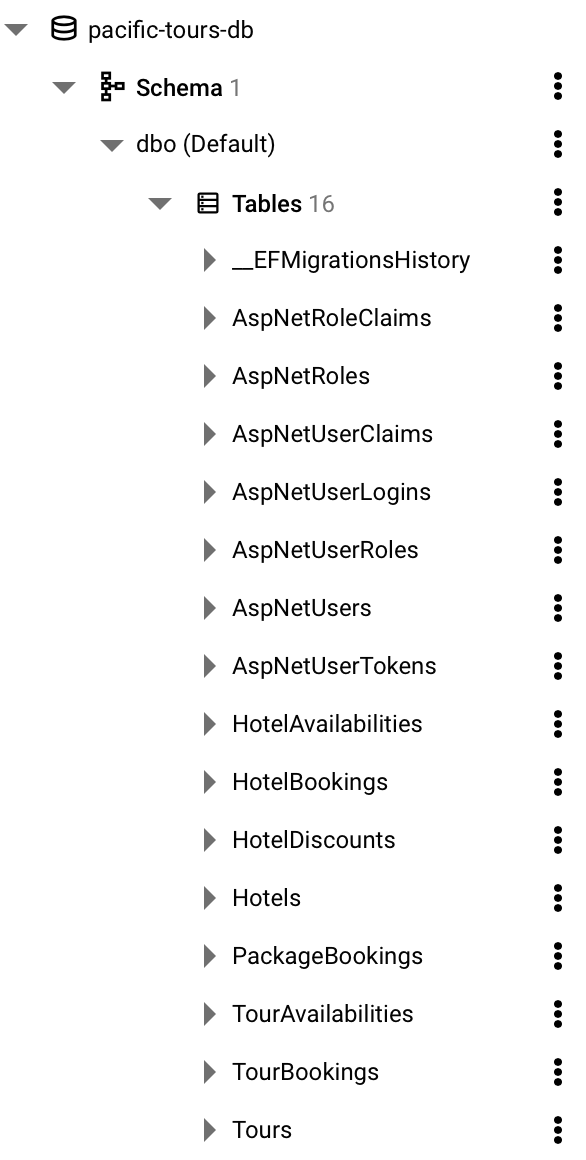 pacific-tours-db
Schema 1
dbo (Default)
Tables 16
__EFMigrationsHistory
AspNetRoleClaims
AspNetRoles
AspNetUserClaims
AspNetUserLogins
AspNetUserRoles
AspNetUsers
AspNetUserTokens
HotelAvailabilities
HotelBookings
HotelDiscounts
Hotels
PackageBookings
TourAvailabilities
TourBookings
Tours